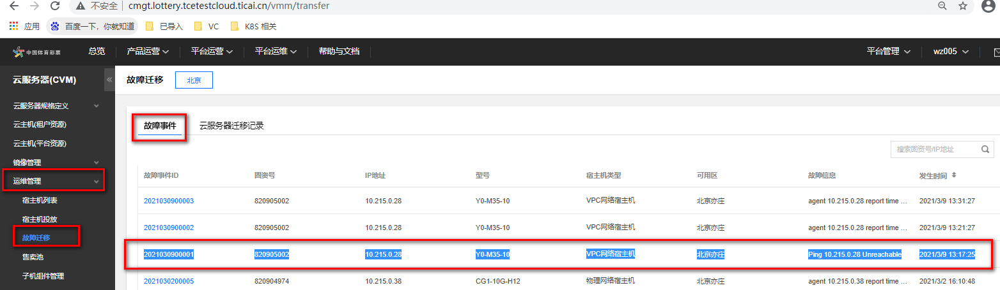 不安全 cmgt.lottery.tcetestcloud.ticai.cn/vmm/transfer
应用 百度一下，你就知道 已导入 VC K8S 相关
中国体育彩票 总览 产品运营 平台运营 平台运维 帮助与文档 平台管理 wz005
云服务器(CVM)
云服务器规格定义
云主机(租户资源)
云主机(平台资源)
镜像管理
运维管理
宿主机列表
宿主机投放
故障迁移
售卖池
子机组件管理
故障迁移 北京
故障事件 云服务器迁移记录
搜索固资号/IP地址
故障事件ID 固资号 IP地址 型号 宿主机类型 可用区 故障信息 发生时间
2021030900003 820905002 10.215.0.28 Y0-M35-10 VPC网络宿主机 北京亦庄 agent 10.215.0.28 report time ... 2021/3/9 13:31:27
2021030900002 820905002 10.215.0.28 Y0-M35-10 VPC网络宿主机 北京亦庄 agent 10.215.0.28 report time ... 2021/3/9 13:21:27
2021030900001 820905002 10.215.0.28 Y0-M35-10 VPC网络宿主机 北京亦庄 Ping 10.215.0.28 Unreachable 2021/3/9 13:17:25
2021030200005 820904974 10.215.0.38 CG1-10G-H12 物理网络宿主机 北京亦庄 agent 10.215.0.38 report time ... 2021/3/2 16:10:48